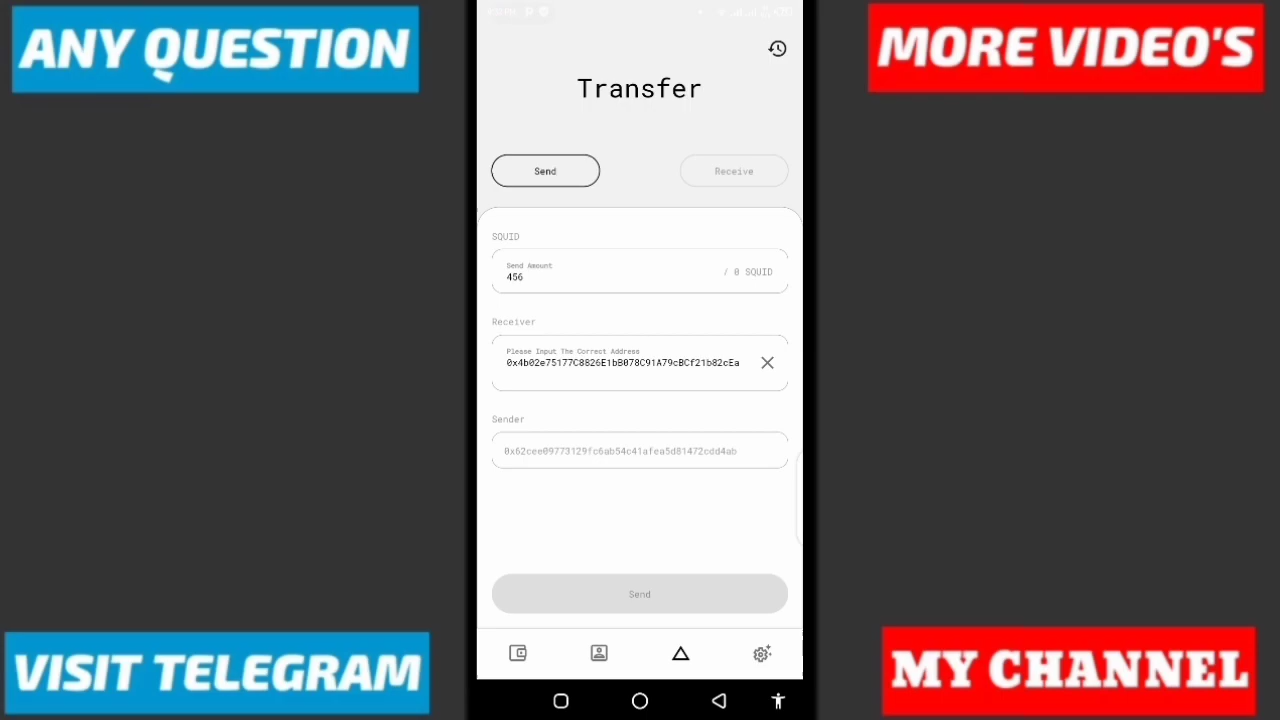 ANY QUESTION
MORE VIDEO'S
Transfer
Send
Receive
SQUID
Send Amount
456
/ 0 SQUID
Receiver
Please Input The Correct Address
0x4b02e75177C8826E1bB078C91A79cBCf21b82cEa
Sender
0x62cee09773129fc6ab54c41afea5d81472cdd4ab
Send
VISIT TELEGRAM
MY CHANNEL